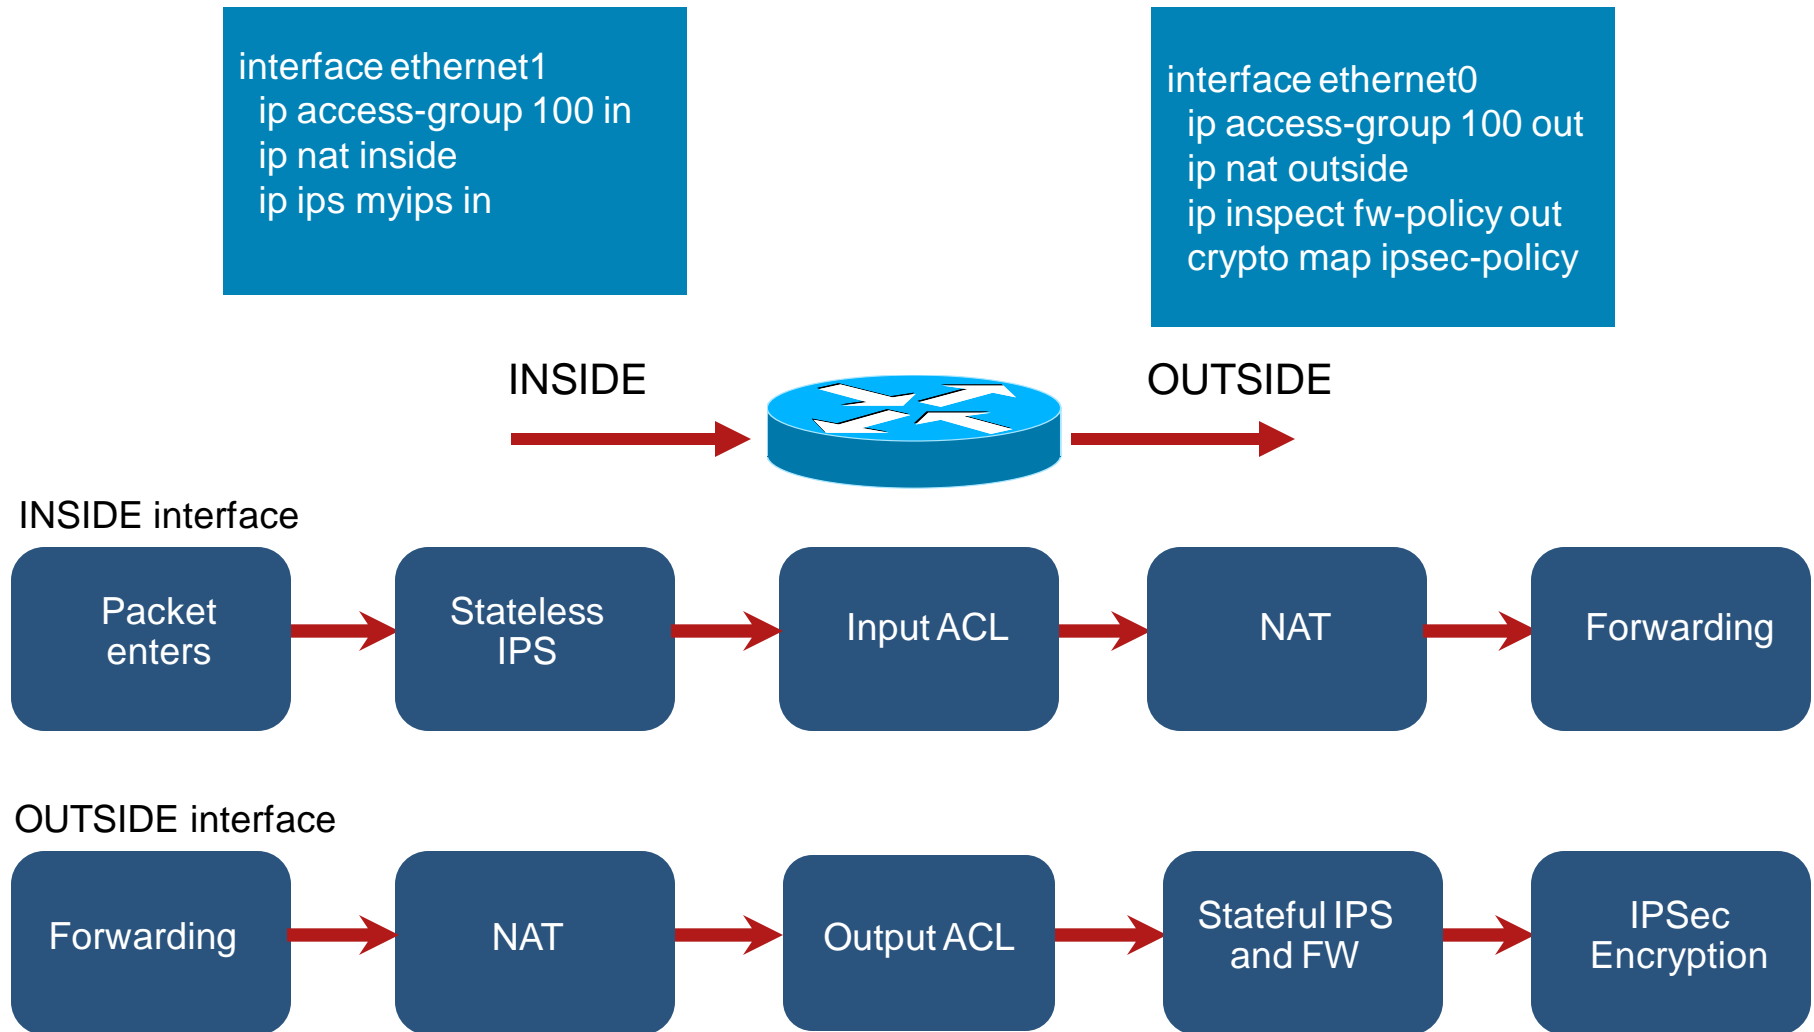 interface ethernet1
ip access-group 100 in
ip nat inside
ip ips myips in
interface ethernet0
ip access-group 100 out
ip nat outside
ip inspect fw-policy out
crypto map ipsec-policy
INSIDE
OUTSIDE
INSIDE interface
Packet
enters
Stateless
IPS
Input ACL
NAT
Forwarding
OUTSIDE interface
Forwarding
NAT
Output ACL
Stateful IPS
and FW
IPSec
Encryption